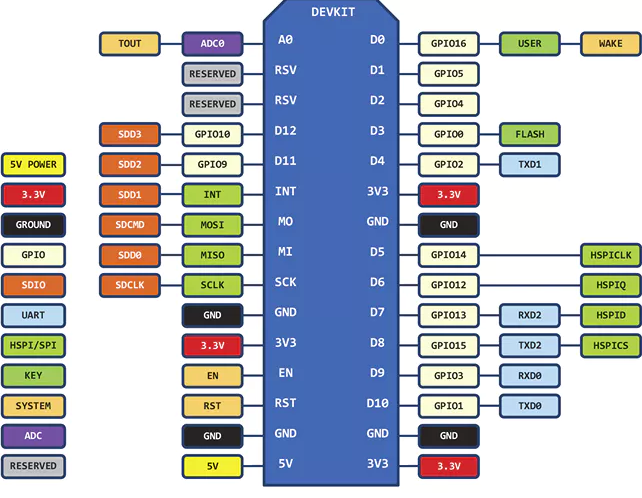 DEVKIT
TOUT ADC0 A0 D0 GPIO16 USER WAKE
RESERVED RSV D1 GPIO5
RESERVED RSV D2 GPIO4
SDD3 GPIO10 D12 D3 GPIO0 FLASH
5V POWER SDD2 GPIO9 D11 D4 GPIO2 TXD1
3.3V SDD1 INT INT 3V3 3.3V
GROUND SDCMD MOSI MO GND GND
GPIO SDD0 MISO MI D5 GPIO14 HSPICLK
SDIO SDCLK SCLK SCK D6 GPIO12 HSPIQ
UART GND GND D7 GPIO13 RXD2 HSPID
HSPI/SPI 3.3V 3V3 D8 GPIO15 TXD2 HSPICS
KEY EN EN D9 GPIO3 RXD0
SYSTEM RST RST D10 GPIO1 TXD0
ADC GND GND GND GND
RESERVED 5V 5V 3V3 3.3V